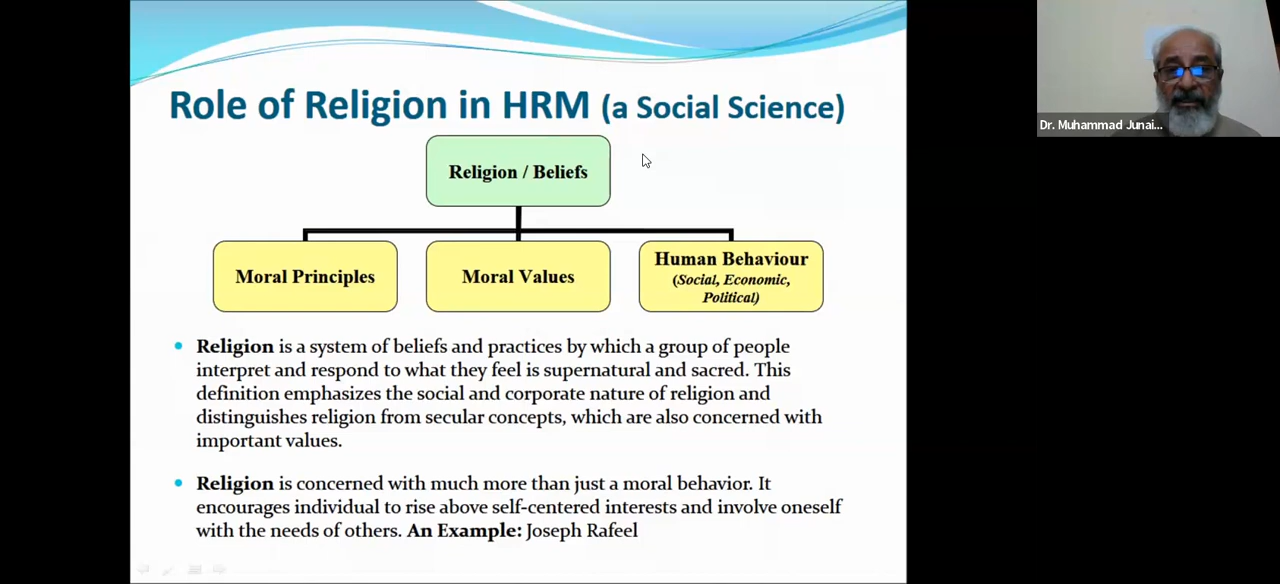 Role of Religion in HRM (a Social Science)
Religion / Beliefs
Moral Principles
Moral Values
Human Behaviour
(Social, Economic,
Political)
• Religion is a system of beliefs and practices by which a group of people
interpret and respond to what they feel is supernatural and sacred. This
definition emphasizes the social and corporate nature of religion and
distinguishes religion from secular concepts, which are also concerned with
important values.
• Religion is concerned with much more than just a moral behavior. It
encourages individual to rise above self-centered interests and involve oneself
with the needs of others. An Example: Joseph Rafeel
Dr. Muhammad Junai...